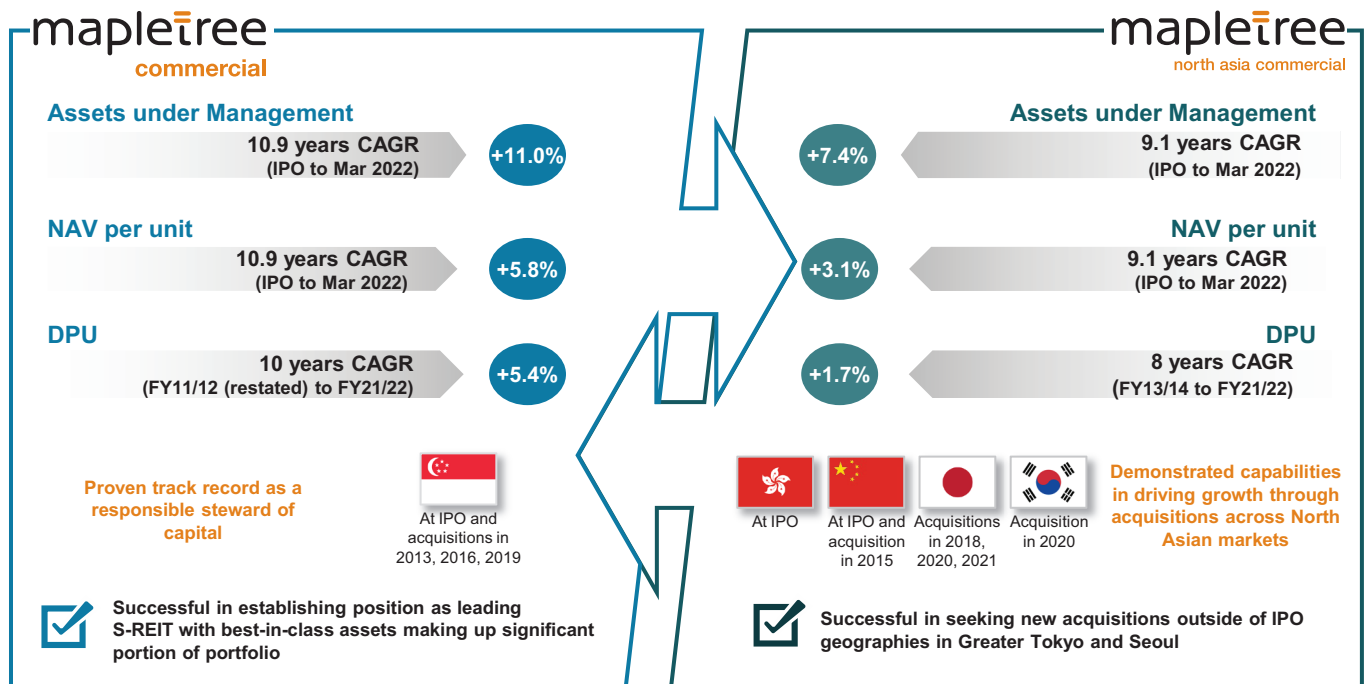 mapletree
commercial
Assets under Management
10.9 years CAGR
(IPO to Mar 2022)
+11.0%
NAV per unit
10.9 years CAGR
(IPO to Mar 2022)
+5.8%
DPU
10 years CAGR
(FY11/12 (restated) to FY21/22)
+5.4%
Proven track record as a
responsible steward of
capital
At IPO and
acquisitions in
2013, 2016, 2019
Successful in establishing position as leading
S-REIT with best-in-class assets making up significant
portion of portfolio
mapletree
north asia commercial
Assets under Management
+7.4%
9.1 years CAGR
(IPO to Mar 2022)
NAV per unit
+3.1%
9.1 years CAGR
(IPO to Mar 2022)
DPU
+1.7%
8 years CAGR
(FY13/14 to FY21/22)
At IPO
At IPO and
acquisition
in 2015
Acquisitions
in 2018,
2020, 2021
Acquisition
in 2020
Demonstrated capabilities
in driving growth through
acquisitions across North
Asian markets
Successful in seeking new acquisitions outside of IPO
geographies in Greater Tokyo and Seoul